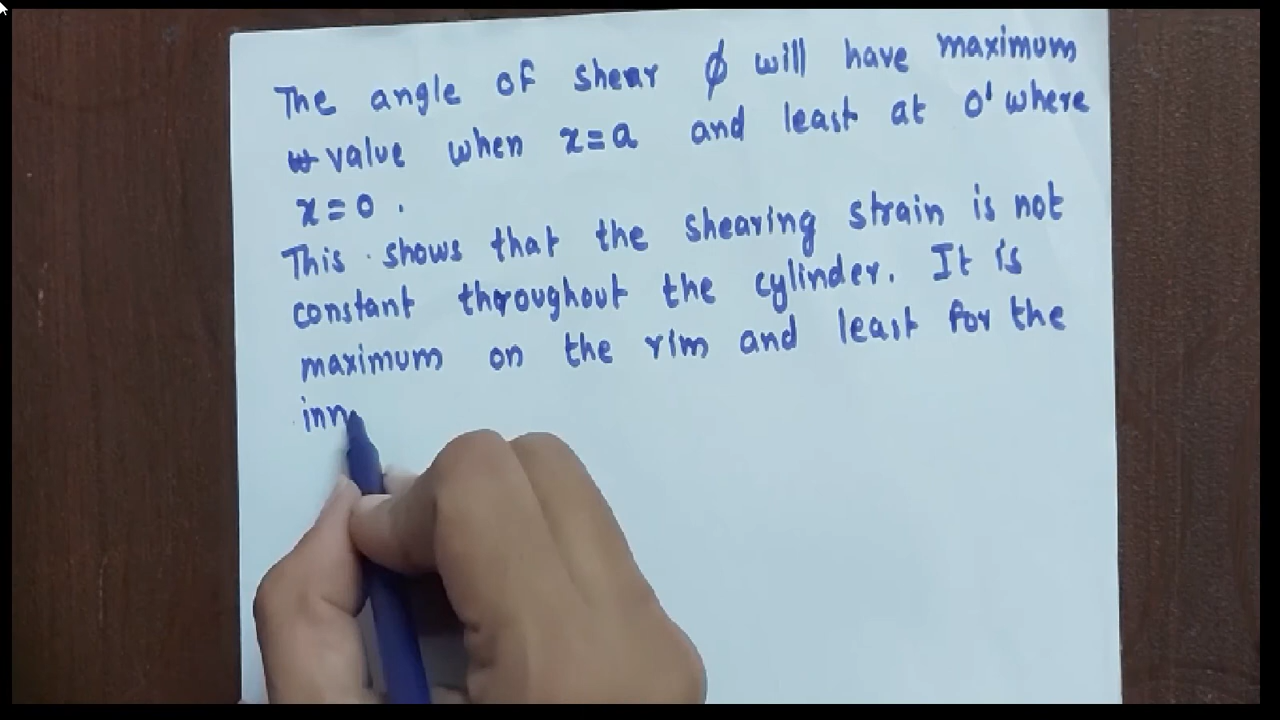 The angle of shear ϕ will have maximum
value when x=a and least at O' where
x=0.
This shows that the shearing strain is not
constant throughout the cylinder. It is
maximum on the rim and least for the
inn